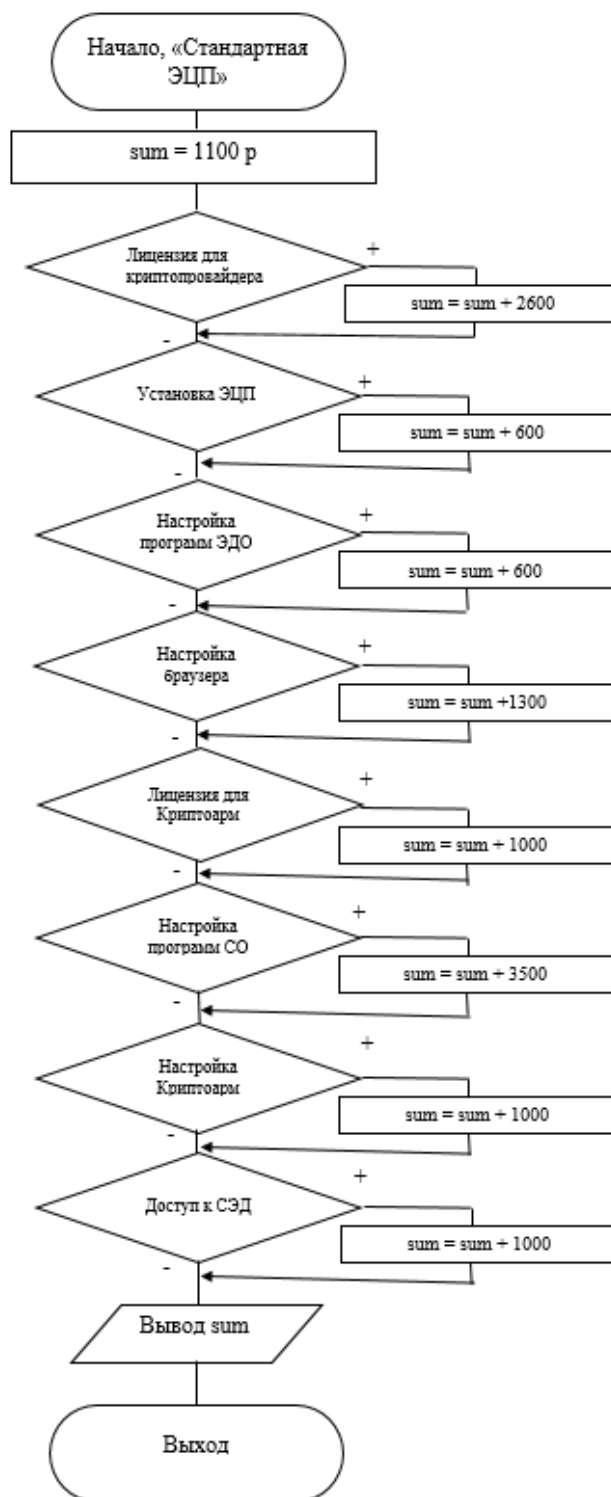 Начало, «Стандартная
ЭЦП»
sum = 1100 р
Лицензия для
криптопровайдера
+
sum = sum + 2600
-
Установка ЭЦП
+
sum = sum + 600
-
Настройка
программ ЭДО
+
sum = sum + 600
-
Настройка
браузера
+
sum = sum +1300
-
Лицензия для
Криптоарм
+
sum = sum + 1000
-
Настройка
программ СО
+
sum = sum + 3500
-
Настройка
Криптоарм
+
sum = sum + 1000
-
Доступ к СЭД
+
sum = sum + 1000
-
Вывод sum
Выход